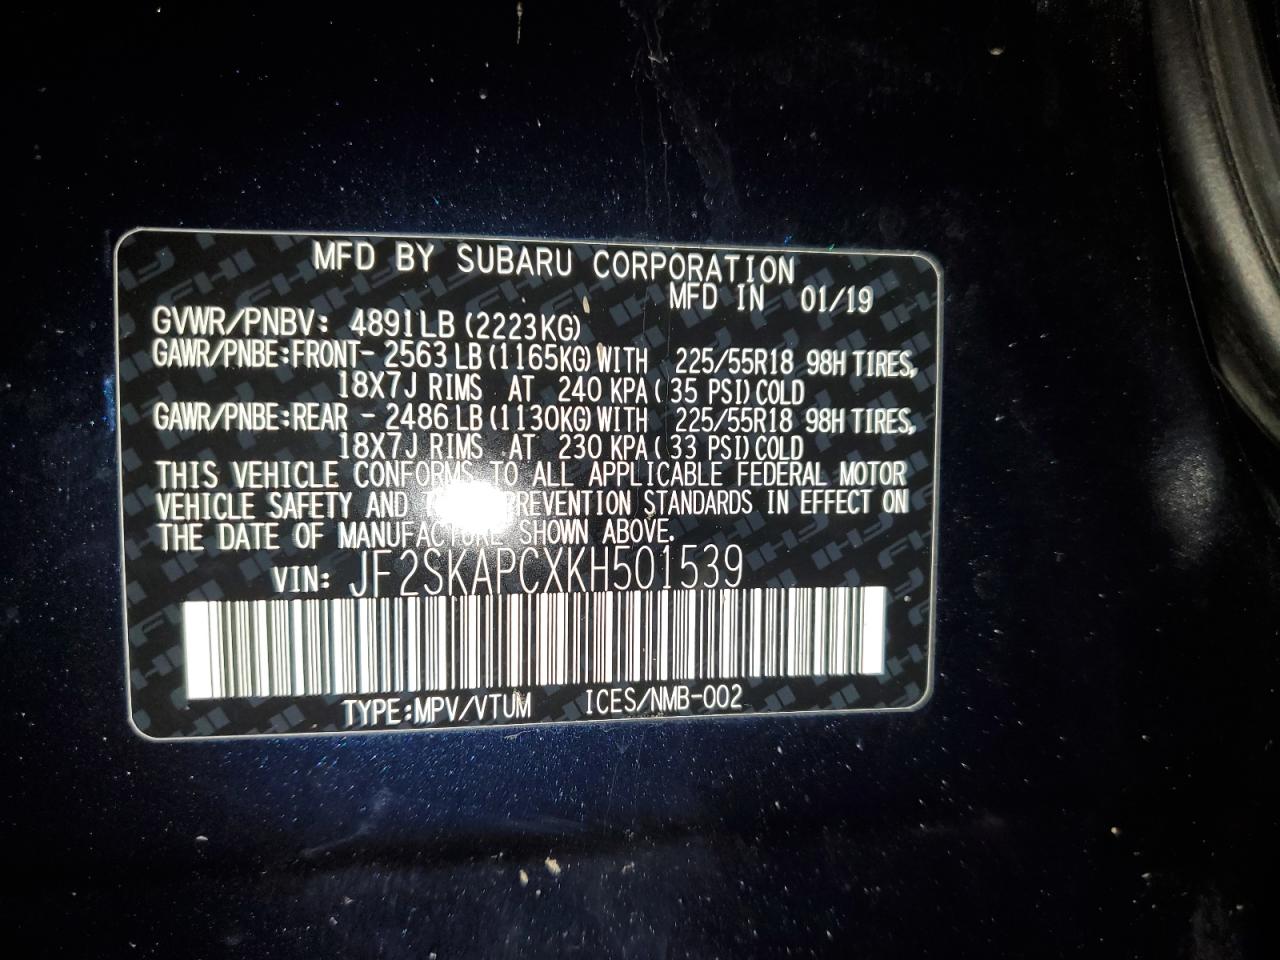 MFD BY SUBARU CORPORATION
MFD IN 01/19
GVWR/PNBV: 4891LB (2223KG)
GAWR/PNBE:FRONT- 2563 LB (1165KG) WITH 225/55R18 98H TIRES,
18X7J RIMS AT 240 KPA( 35 PSI) COLD
GAWR/PNBE:REAR - 2486 LB (1130KG) WITH 225/55R18 98H TIRES,
18X7J RIMS AT 230 KPA( 33 PSI) COLD
THIS VEHICLE CONFORMS TO ALL APPLICABLE FEDERAL MOTOR
VEHICLE SAFETY AND PREVENTION STANDARDS IN EFFECT ON
THE DATE OF MANUFACTURE SHOWN ABOVE.
VIN: JF2SKAPCXKH501539
TYPE:MPV/VTUM ICES/NMB-002